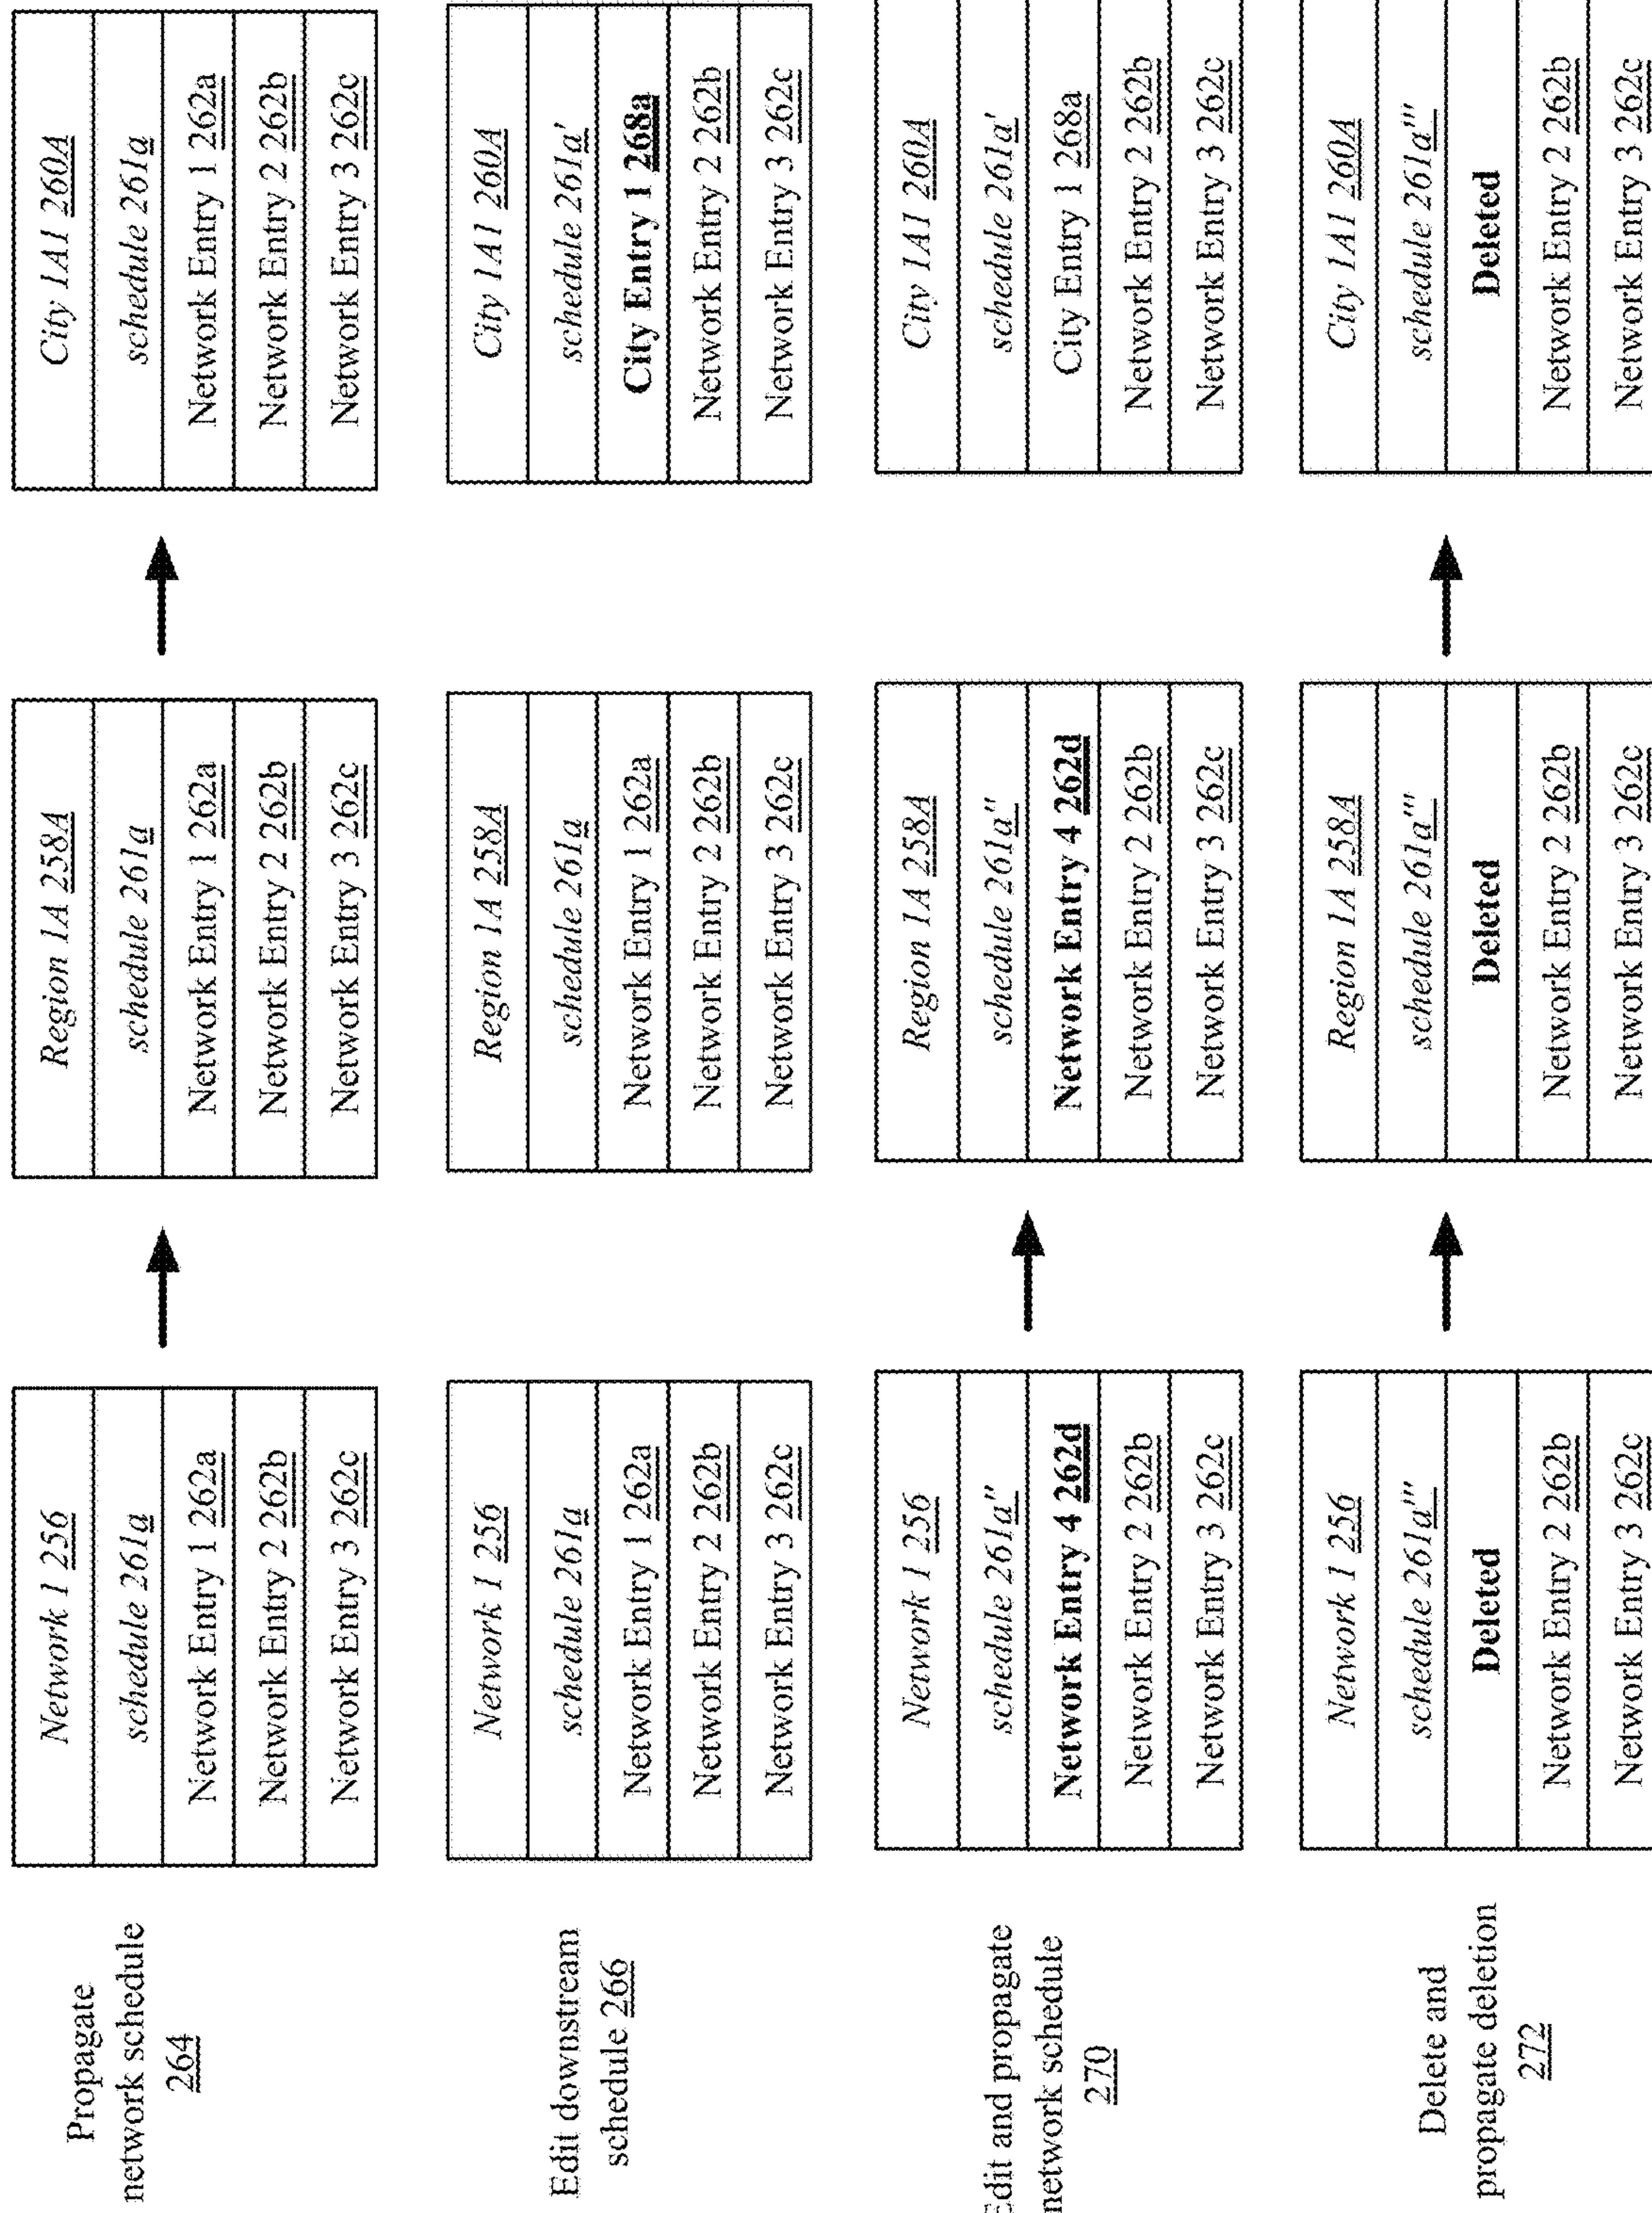 Propagate
network schedule
264
Network 1 256
schedule 261a
Network Entry 1 262a
Network Entry 2 262b
Network Entry 3 262c
Region 1A 258A
schedule 261a
Network Entry 1 262a
Network Entry 2 262b
Network Entry 3 262c
City 1A1 260A
schedule 261a
Network Entry 1 262a
Network Entry 2 262b
Network Entry 3 262c
Edit downstream
schedule 266
Network 1 256
schedule 261a
Network Entry 1 262a
Network Entry 2 262b
Network Entry 3 262c
Region 1A 258A
schedule 261a
Network Entry 1 262a
Network Entry 2 262b
Network Entry 3 262c
City 1A1 260A
schedule 261a'
City Entry 1 268a
Network Entry 2 262b
Network Entry 3 262c
Edit and propagate
network schedule
270
Network 1 256
schedule 261a"
Network Entry 4 262d
Network Entry 2 262b
Network Entry 3 262c
Region 1A 258A
schedule 261a"
Network Entry 4 262d
Network Entry 2 262b
Network Entry 3 262c
City 1A1 260A
schedule 261a'
City Entry 1 268a
Network Entry 2 262b
Network Entry 3 262c
Delete and
propagate deletion
272
Network 1 256
schedule 261a'''
Deleted
Network Entry 2 262b
Network Entry 3 262c
Region 1A 258A
schedule 261a'''
Deleted
Network Entry 2 262b
Network Entry 3 262c
City 1A1 260A
schedule 261a'''
Deleted
Network Entry 2 262b
Network Entry 3 262c